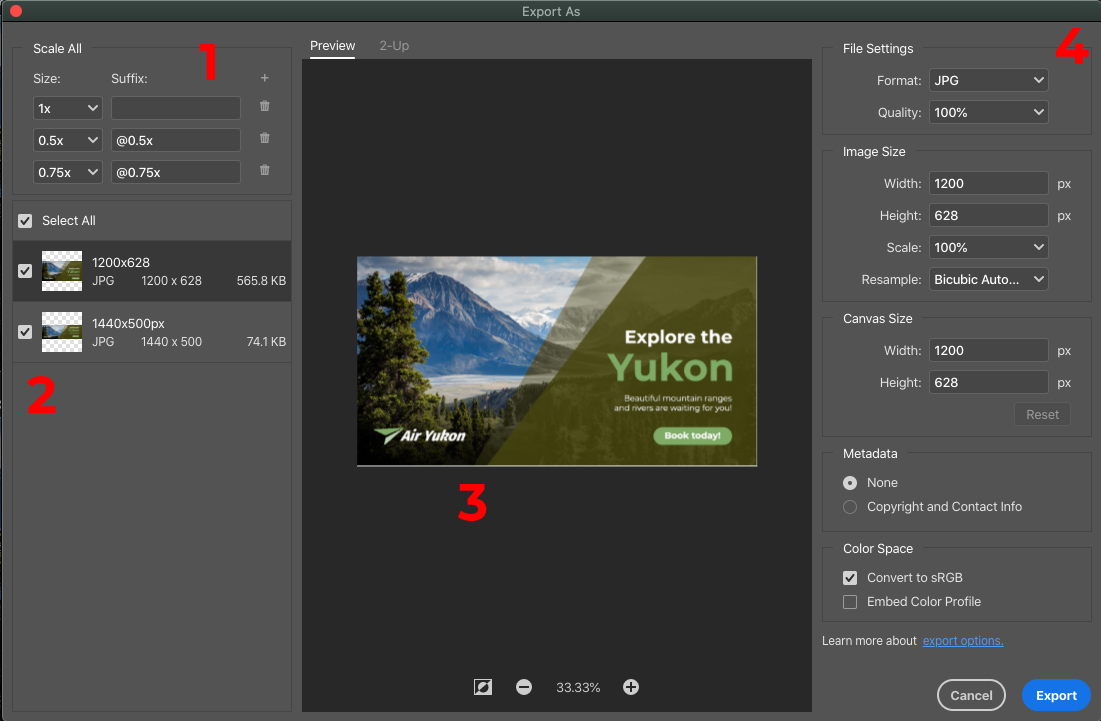 Export As
Scale All
1
Size: Suffix: +
1x
0.5x @0.5x
0.75x @0.75x
Select All
1200x628
JPG 1200 x 628 565.8 KB
1440x500px
JPG 1440 x 500 74.1 KB
2
Preview 2-Up
Explore the
Yukon
Beautiful mountain ranges
and rivers are waiting for you!
Air Yukon
Book today!
3
33.33%
File Settings
4
Format: JPG
Quality: 100%
Image Size
Width: 1200 px
Height: 628 px
Scale: 100%
Resample: Bicubic Auto...
Canvas Size
Width: 1200 px
Height: 628 px
Reset
Metadata
None
Copyright and Contact Info
Color Space
Convert to sRGB
Embed Color Profile
Learn more about export options.
Cancel Export